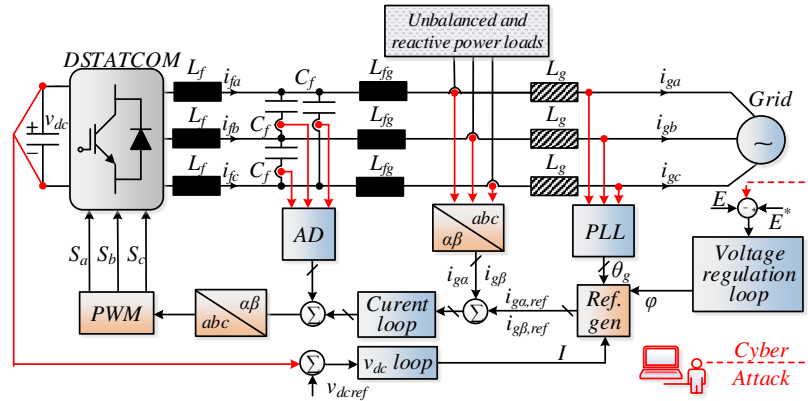 Unbalanced and
reactive power loads
DSTATCOM
L_f
i_fa
C_f
L_fg
L_g
i_ga
Grid
+
v_dc
−
L_f
i_fb
C_f
L_fg
L_g
i_gb
~
L_f
i_fc
C_f
L_fg
L_g
i_gc
S_a
S_b
S_c
AD
abc
αβ
PLL
E
- +
E*
Voltage
regulation
loop
i_gα
i_gβ
θ_g
φ
PWM
αβ
abc
Σ
Curent
loop
Σ
i_gα,ref
i_gβ,ref
Ref.
gen
Σ
v_dc loop
I
v_dcref
Cyber
Attack